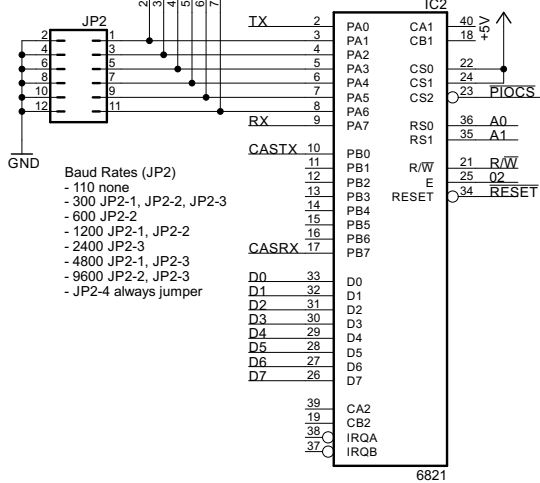 2 3 4 5 6 7
JP2
2 1
4 3
6 5
8 7
10 9
12 11
GND
Baud Rates (JP2)
- 110 none
- 300 JP2-1, JP2-2, JP2-3
- 600 JP2-2
- 1200 JP2-1, JP2-2
- 2400 JP2-3
- 4800 JP2-1, JP2-3
- 9600 JP2-2, JP2-3
- JP2-4 always jumper
IC2
TX 2 PA0 CA1 40 +5V
3 PA1 CB1 18
4 PA2
5 PA3 CS0 22
6 PA4 CS1 24
7 PA5 CS2 23 PIOCS
8 PA6
RX 9 PA7 RS0 36 A0
RS1 35 A1
CASTX 10 PB0
11 PB1 R/W 21 R/W
12 PB2 E 25 02
13 PB3 RESET 34 RESET
14 PB4
15 PB5
16 PB6
CASRX 17 PB7
D0 33 D0
D1 32 D1
D2 31 D2
D3 30 D3
D4 29 D4
D5 28 D5
D6 27 D6
D7 26 D7
39 CA2
19 CB2
38 IRQA
37 IRQB
6821